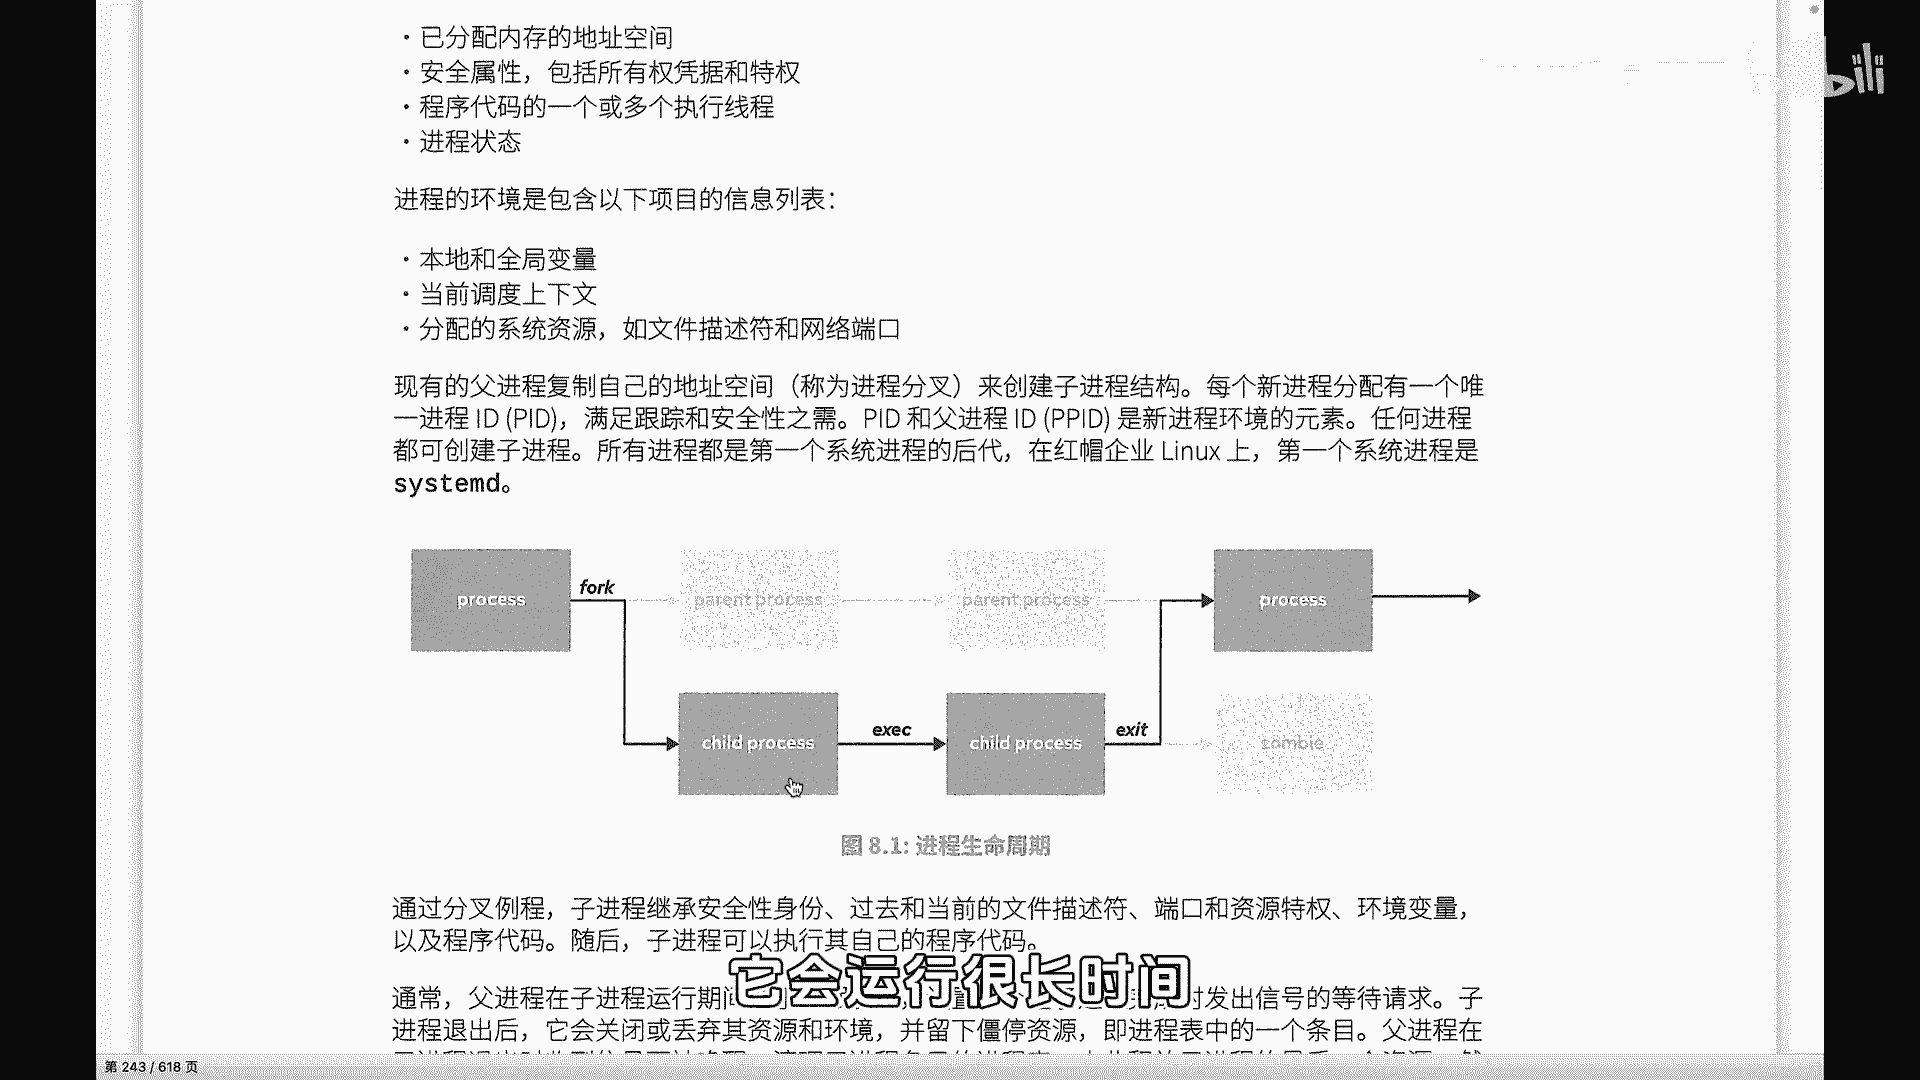 bili
· 已分配内存的地址空间
· 安全属性，包括所有权凭据和特权
· 程序代码的一个或多个执行线程
· 进程状态
进程的环境是包含以下项目的信息列表：
· 本地和全局变量
· 当前调度上下文
· 分配的系统资源，如文件描述符和网络端口
现有的父进程复制自己的地址空间（称为进程分叉）来创建子进程结构。每个新进程分配有一个唯
一进程 ID (PID)，满足跟踪和安全性之需。PID 和父进程 ID (PPID) 是新进程环境的元素。任何进程
都可创建子进程。所有进程都是第一个系统进程的后代，在红帽企业 Linux 上，第一个系统进程是
systemd。
process
fork
parent process
parent process
process
child process
exec
child process
exit
zombie
图 8.1: 进程生命周期
通过分叉例程，子进程继承安全性身份、过去和当前的文件描述符、端口和资源特权、环境变量，
以及程序代码。随后，子进程可以执行其自己的程序代码。
它会运行很长时间
通常，父进程在子进程运行期间 时发出信号的等待请求。子
进程退出后，它会关闭或丢弃其资源和环境，并留下僵停资源，即进程表中的一个条目。父进程在
第 243 / 618 页